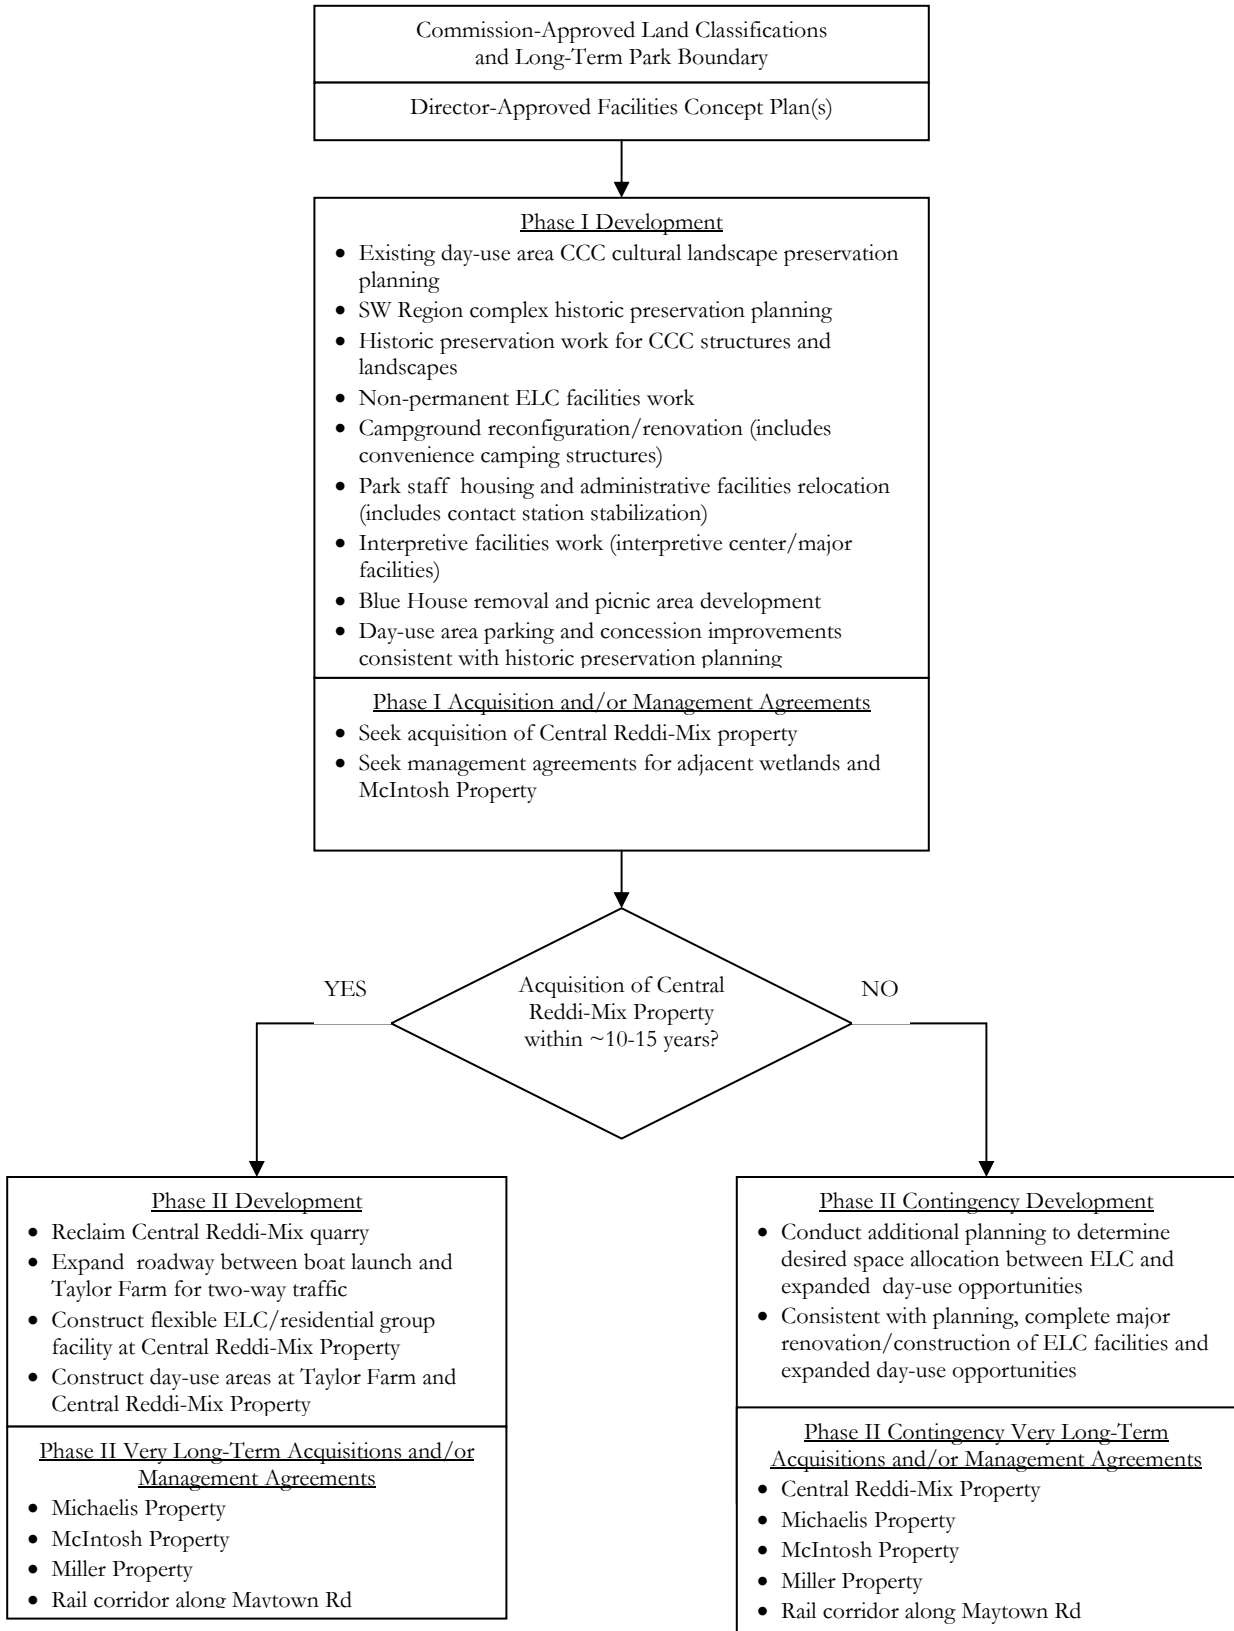 Commission-Approved Land Classifications
and Long-Term Park Boundary
Director-Approved Facilities Concept Plan(s)
Phase I Development
• Existing day-use area CCC cultural landscape preservation
planning
• SW Region complex historic preservation planning
• Historic preservation work for CCC structures and
landscapes
• Non-permanent ELC facilities work
• Campground reconfiguration/renovation (includes
convenience camping structures)
• Park staff  housing and administrative facilities relocation
(includes contact station stabilization)
• Interpretive facilities work (interpretive center/major
facilities)
• Blue House removal and picnic area development
• Day-use area parking and concession improvements
consistent with historic preservation planning
Phase I Acquisition and/or Management Agreements
• Seek acquisition of Central Reddi-Mix property
• Seek management agreements for adjacent wetlands and
McIntosh Property
YES
Acquisition of Central
Reddi-Mix Property
within ~10-15 years?
NO
Phase II Development
• Reclaim Central Reddi-Mix quarry
• Expand  roadway between boat launch and
Taylor Farm for two-way traffic
• Construct flexible ELC/residential group
facility at Central Reddi-Mix Property
• Construct day-use areas at Taylor Farm and
Central Reddi-Mix Property
Phase II Very Long-Term Acquisitions and/or
Management Agreements
• Michaelis Property
• McIntosh Property
• Miller Property
• Rail corridor along Maytown Rd
Phase II Contingency Development
• Conduct additional planning to determine
desired space allocation between ELC and
expanded  day-use opportunities
• Consistent with planning, complete major
renovation/construction of ELC facilities and
expanded day-use opportunities
Phase II Contingency Very Long-Term
Acquisitions and/or Management Agreements
• Central Reddi-Mix Property
• Michaelis Property
• McIntosh Property
• Miller Property
• Rail corridor along Maytown Rd